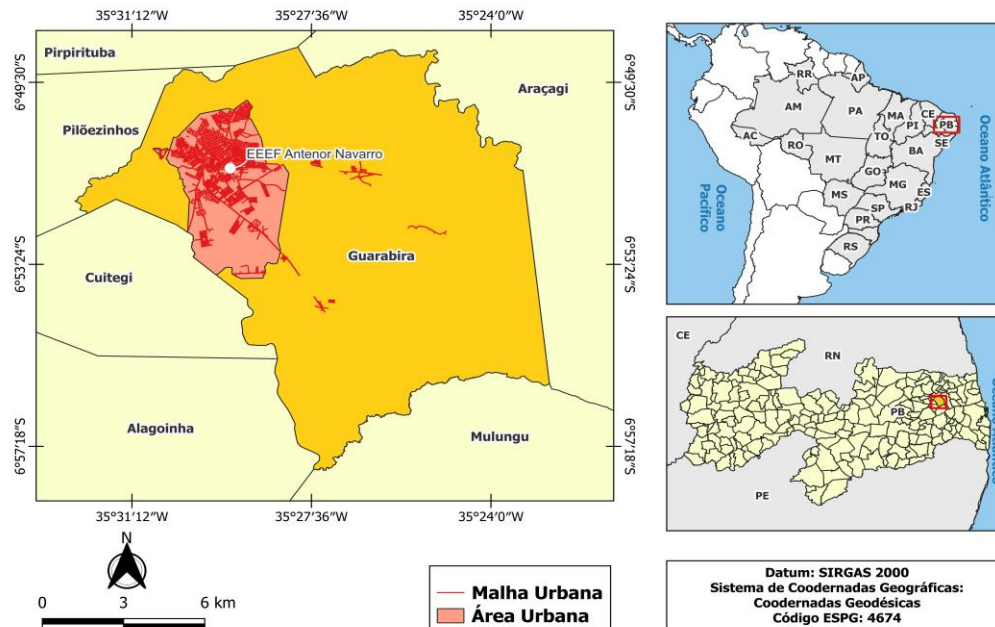 35°31′12″W
35°27′36″W
35°24′0″W
6°49′30″S
6°49′30″S
Pirpirituba
Araçagi
Pilõezinhos
EEEF Antenor Navarro
Guarabira
6°53′24″S
6°53′24″S
Cuitegi
Alagoinha
Mulungu
6°57′18″S
6°57′18″S
35°31′12″W
35°27′36″W
35°24′0″W
N
0 3 6 km
Malha Urbana
Área Urbana
RR
AP
AM
PA
MA
CE
PI
PB
AC
TO
SE
RO
BA
MT
GO
MG
ES
MS
SP
RJ
PR
RS
Oceano
Pacífico
Oceano Atlântico
CE
RN
PB
PE
Datum: SIRGAS 2000
Sistema de Coodernadas Geográficas:
Coodernadas Geodésicas
Código ESPG: 4674